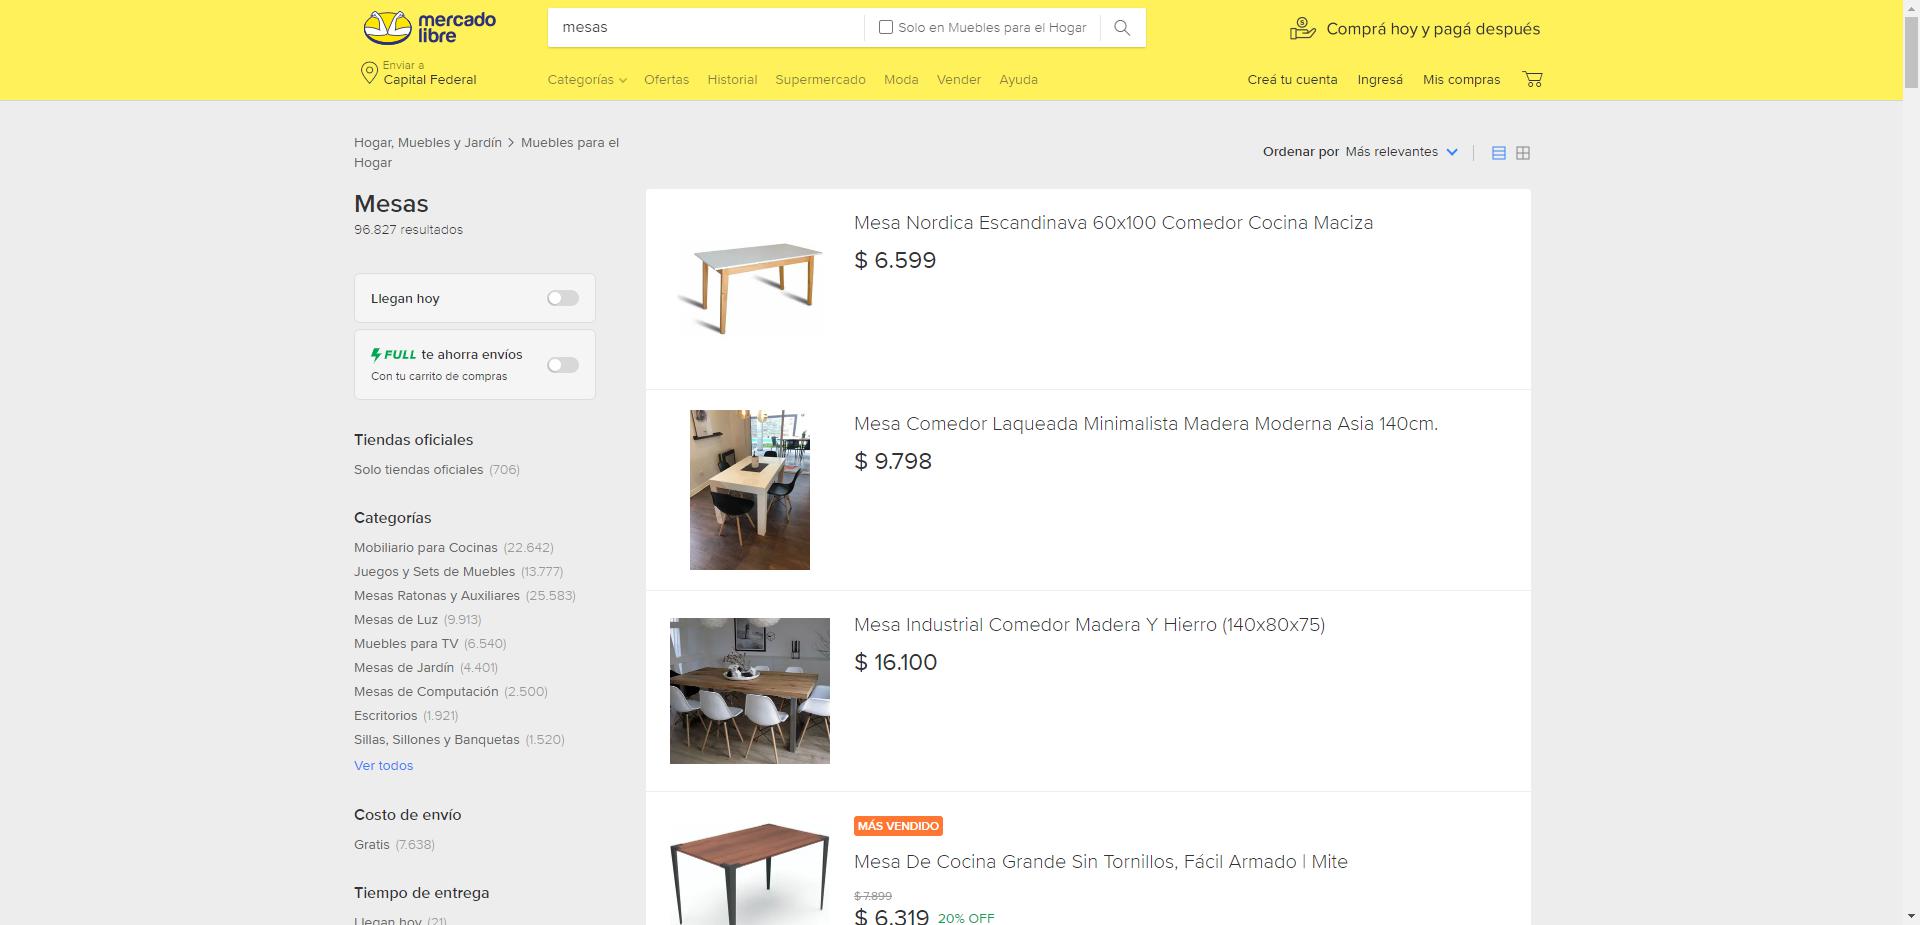 mercado
libre
mesas
Solo en Muebles para el Hogar
Comprá hoy y pagá después
Enviar a
Capital Federal
Categorías
Ofertas
Historial
Supermercado
Moda
Vender
Ayuda
Creá tu cuenta
Ingresá
Mis compras
Hogar, Muebles y Jardín > Muebles para el
Hogar
Ordenar por Más relevantes
Mesas
96.827 resultados
Llegan hoy
FULL te ahorra envíos
Con tu carrito de compras
Tiendas oficiales
Solo tiendas oficiales (706)
Categorías
Mobiliario para Cocinas (22.642)
Juegos y Sets de Muebles (13.777)
Mesas Ratonas y Auxiliares (25.583)
Mesas de Luz (9.913)
Muebles para TV (6.540)
Mesas de Jardín (4.401)
Mesas de Computación (2.500)
Escritorios (1.921)
Sillas, Sillones y Banquetas (1.520)
Ver todos
Costo de envío
Gratis (7.638)
Tiempo de entrega
Llegan hoy (21)
Mesa Nordica Escandinava 60x100 Comedor Cocina Maciza
$ 6.599
Mesa Comedor Laqueada Minimalista Madera Moderna Asia 140cm.
$ 9.798
Mesa Industrial Comedor Madera Y Hierro (140x80x75)
$ 16.100
MÁS VENDIDO
Mesa De Cocina Grande Sin Tornillos, Fácil Armado | Mite
$ 7.899
$ 6.319 20% OFF